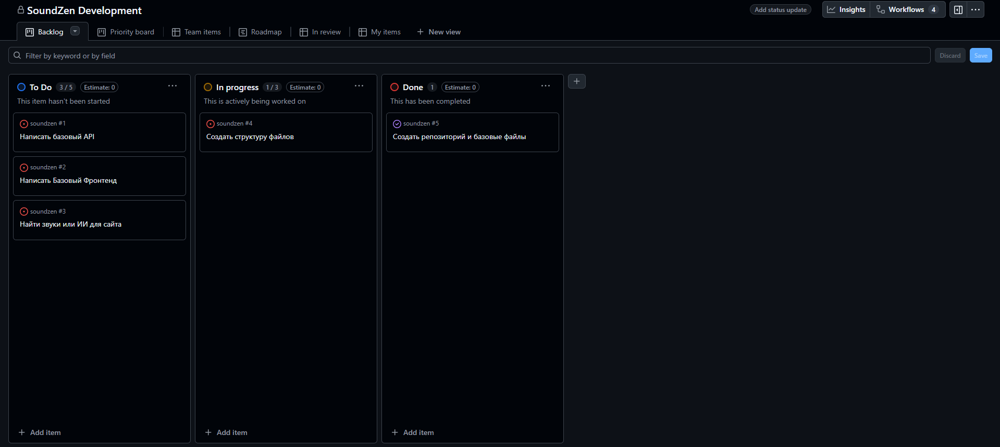 SoundZen Development
Add status update
Insights
Workflows 4
Backlog
Priority board
Team items
Roadmap
In review
My items
New view
Filter by keyword or by field
Discard
Save
To Do 3 / 5 Estimate: 0
This item hasn't been started
soundzen #1
Написать базовый API
soundzen #2
Написать Базовый Фронтенд
soundzen #3
Найти звуки или ИИ для сайта
Add item
In progress 1 / 3 Estimate: 0
This is actively being worked on
soundzen #4
Создать структуру файлов
Add item
Done 1 Estimate: 0
This has been completed
soundzen #5
Создать репозиторий и базовые файлы
Add item